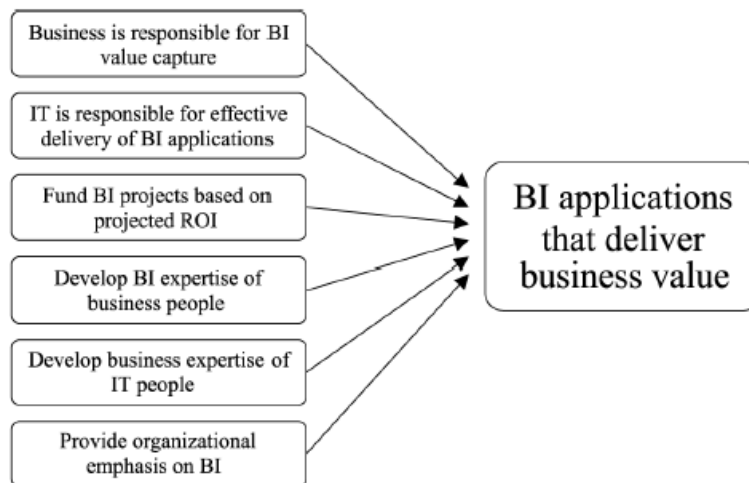 Business is responsible for BI
value capture
IT is responsible for effective
delivery of BI applications
Fund BI projects based on
projected ROI
Develop BI expertise of
business people
Develop business expertise of
IT people
Provide organizational
emphasis on BI
BI applications
that deliver
business value